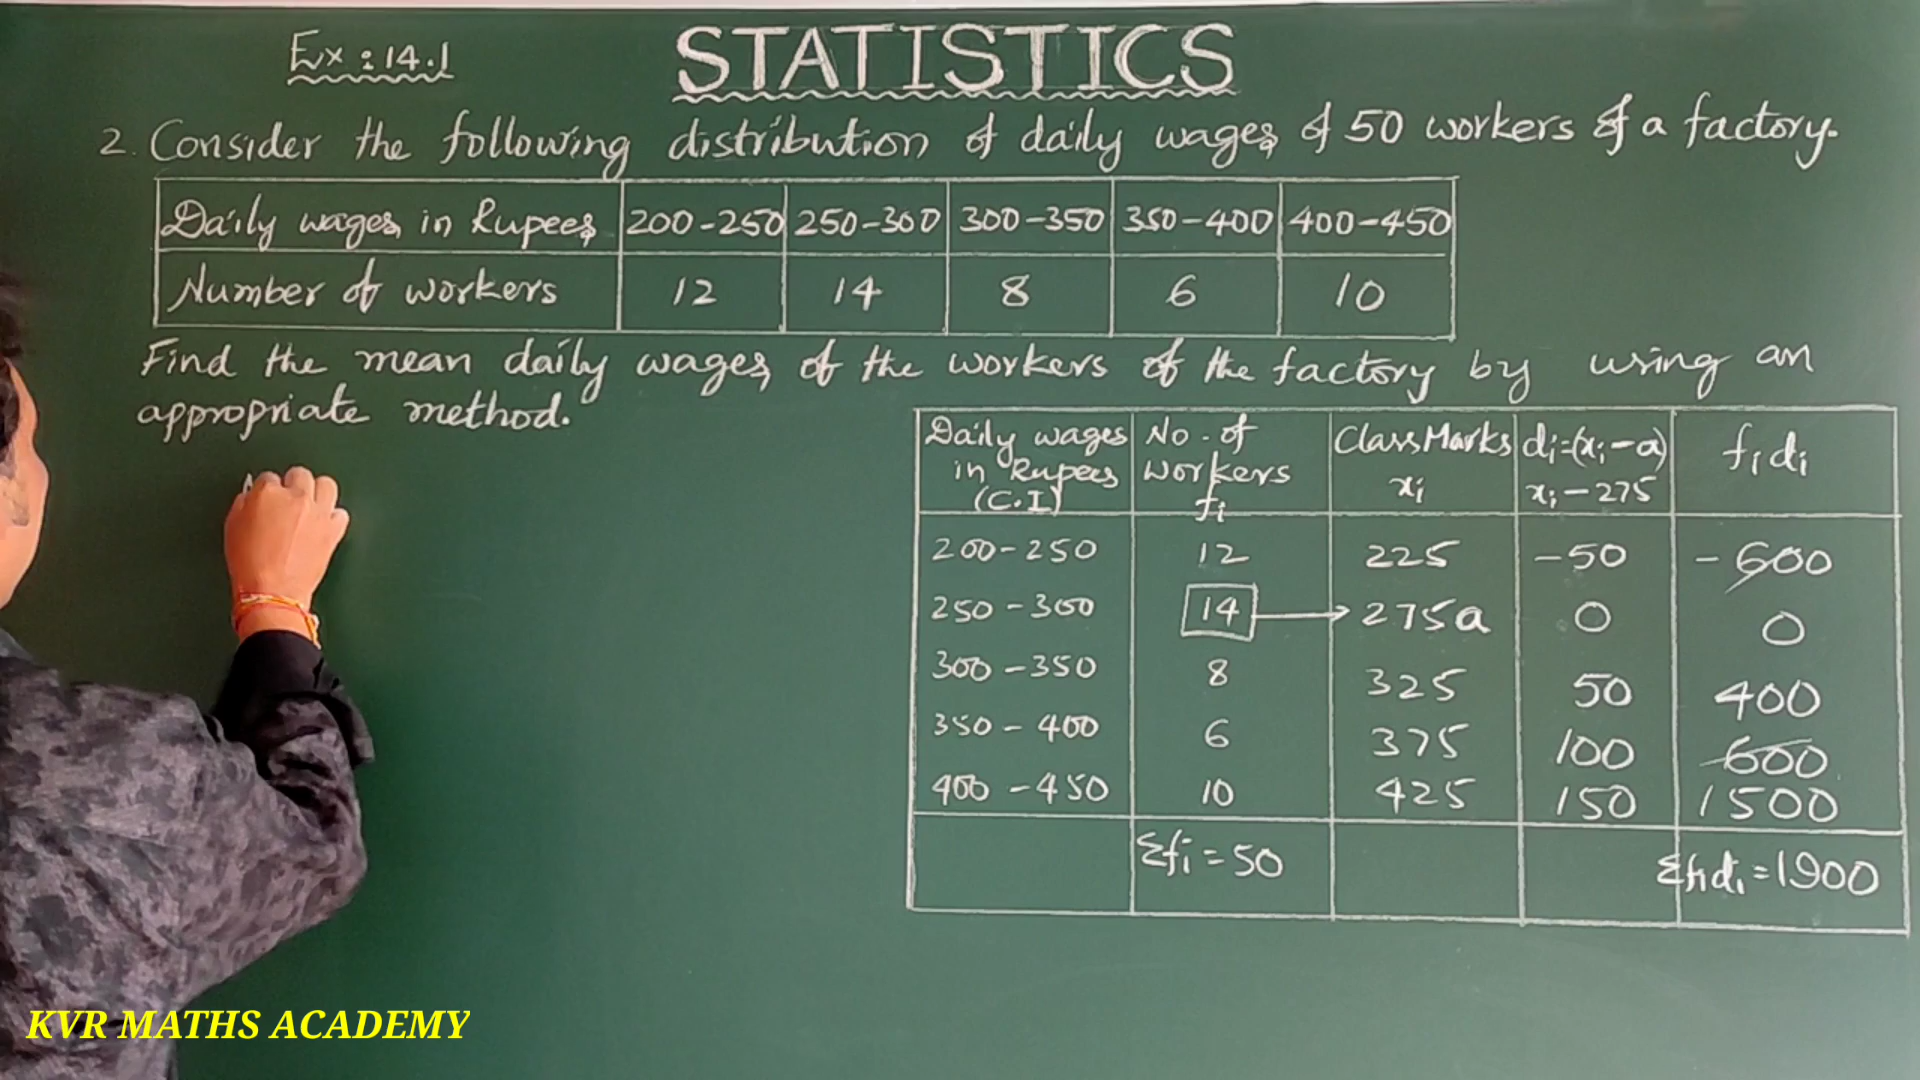 Ex : 14.1
STATISTICS
2. Consider the following distribution of daily wages of 50 workers of a factory.
Daily wages in Rupees 200-250 250-300 300-350 350-400 400-450
Number of workers 12 14 8 6 10
Find the mean daily wages of the workers of the factory by using an
appropriate method.
Daily wages in Rupees (C.I) No. of workers fi Class Marks xi di=(xi-a) xi-275 fidi
200-250 12 225 -50 -600
250-300 14 → 275a 0 0
300-350 8 325 50 400
350-400 6 375 100 600
400-450 10 425 150 1500
Σfi=50 Σfidi=1900
KVR MATHS ACADEMY